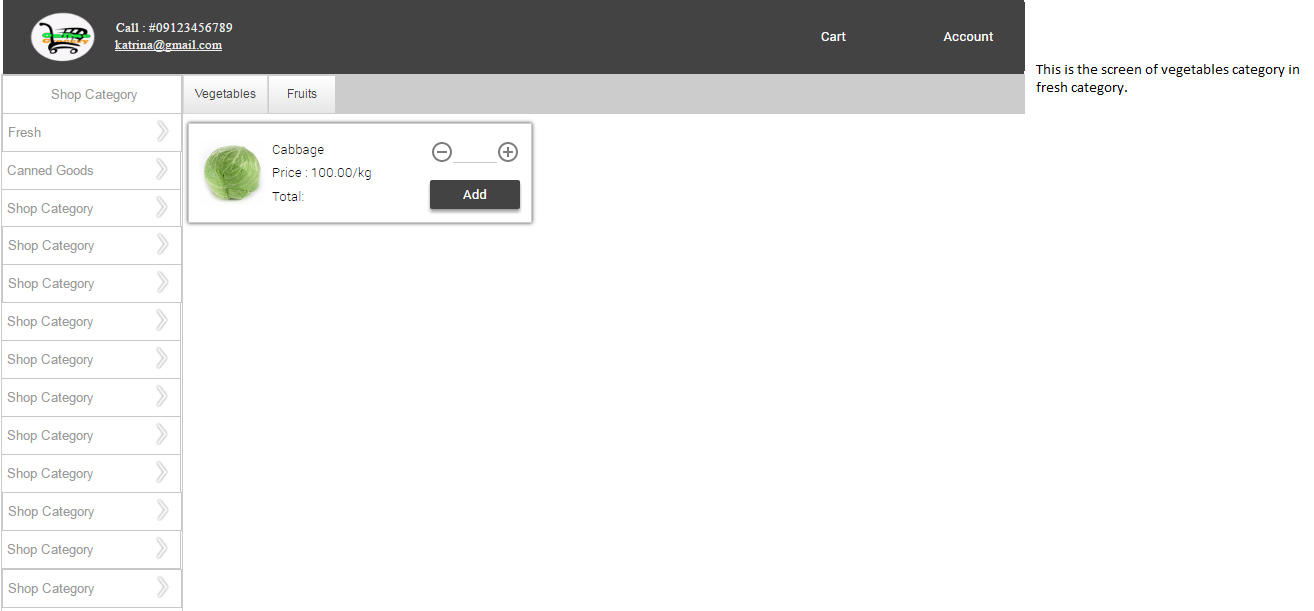 Call : #09123456789
katrina@gmail.com
Cart
Account
This is the screen of vegetables category in
fresh category.
Shop Category
Vegetables
Fruits
Fresh
Canned Goods
Shop Category
Shop Category
Shop Category
Shop Category
Shop Category
Shop Category
Shop Category
Shop Category
Shop Category
Shop Category
Shop Category
Cabbage
Price : 100.00/kg
Total:
Add